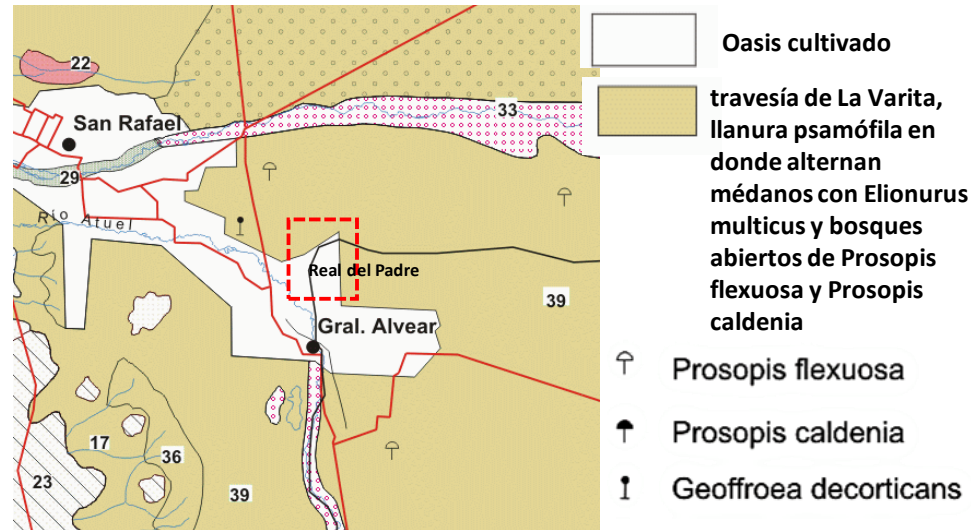 22
33
San Rafael
29
Río Atuel
Real del Padre
39
Gral. Alvear
17
36
23
39
Oasis cultivado
travesía de La Varita,
llanura psamófila en
donde alternan
médanos con Elionurus
multicus y bosques
abiertos de Prosopis
flexuosa y Prosopis
caldenia
Prosopis flexuosa
Prosopis caldenia
Geoffroea decorticans